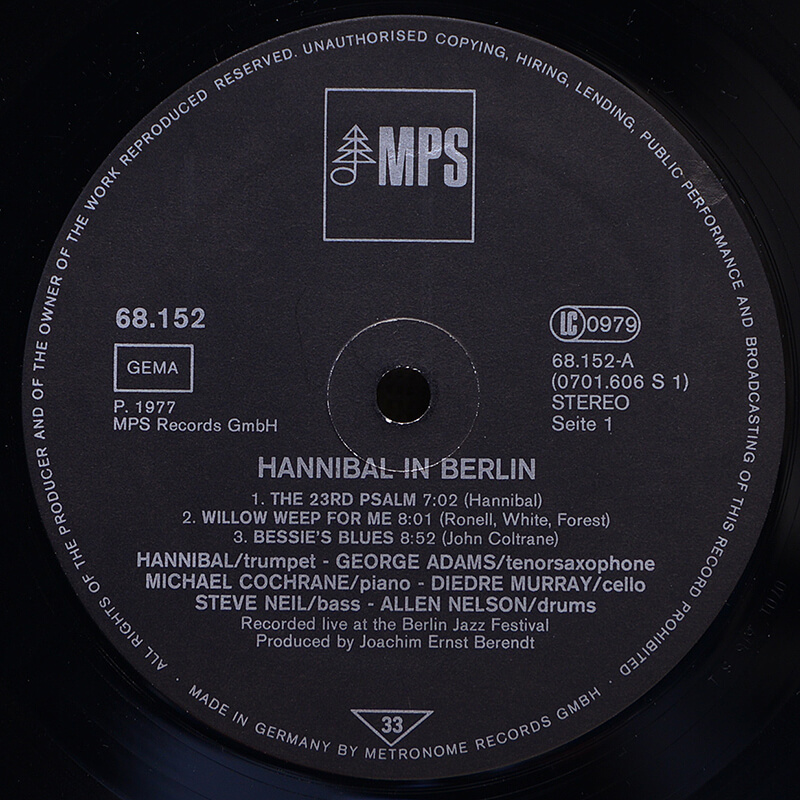 ALL RIGHTS OF THE PRODUCER AND OF THE OWNER OF THE WORK REPRODUCED RESERVED. UNAUTHORISED COPYING, HIRING, LENDING, PUBLIC PERFORMANCE AND BROADCASTING OF THIS RECORD PROHIBITED
MPS
68.152
GEMA
P. 1977
MPS Records GmbH
LC 0979
68.152-A
(0701.606 S 1)
STEREO
Seite 1
HANNIBAL IN BERLIN
1. THE 23RD PSALM 7:02 (Hannibal)
2. WILLOW WEEP FOR ME 8:01 (Ronell, White, Forest)
3. BESSIE'S BLUES 8:52 (John Coltrane)
HANNIBAL/trumpet - GEORGE ADAMS/tenorsaxophone
MICHAEL COCHRANE/piano - DIEDRE MURRAY/cello
STEVE NEIL/bass - ALLEN NELSON/drums
Recorded live at the Berlin Jazz Festival
Produced by Joachim Ernst Berendt
33
· MADE IN GERMANY BY METRONOME RECORDS GMBH ·